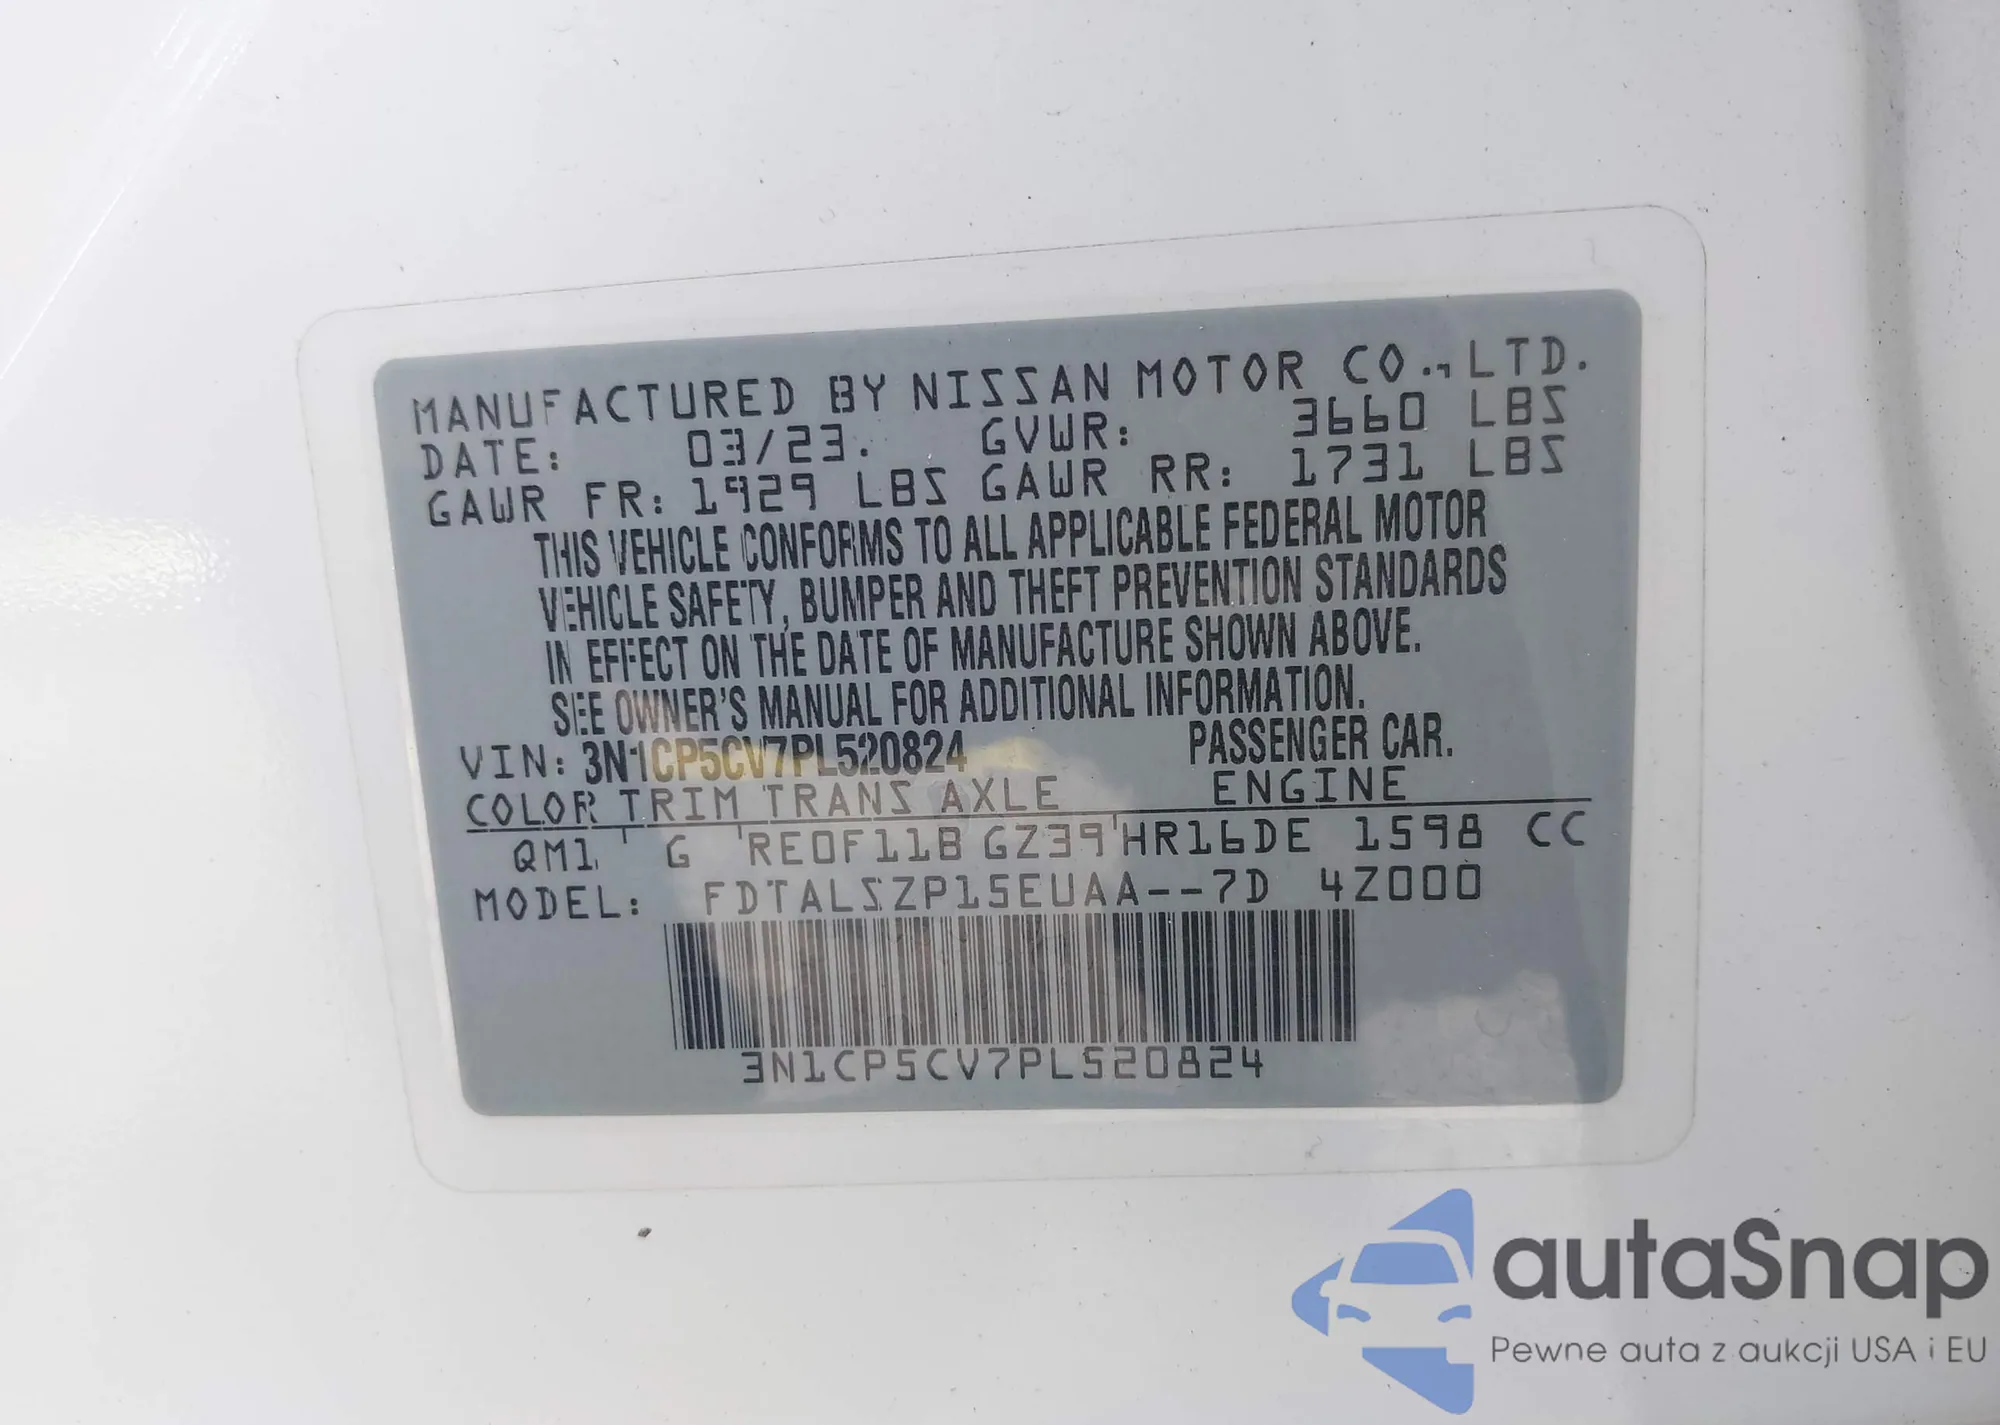 MANUFACTURED BY NISSAN MOTOR CO., LTD.
DATE: 03/23. GVWR: 3660 LBS
GAWR FR: 1929 LBS GAWR RR: 1731 LBS
THIS VEHICLE CONFORMS TO ALL APPLICABLE FEDERAL MOTOR
VEHICLE SAFETY, BUMPER AND THEFT PREVENTION STANDARDS
IN EFFECT ON THE DATE OF MANUFACTURE SHOWN ABOVE.
SEE OWNER'S MANUAL FOR ADDITIONAL INFORMATION.
VIN: 3N1CP5CV7PL520824 PASSENGER CAR.
COLOR TRIM TRANS AXLE ENGINE
QM1 G RE0F11B GZ39 HR16DE 1598 CC
MODEL: FDTALSZP15EUAA--7D 4Z000
3N1CP5CV7PL520824
autaSnap
Pewne auta z aukcji USA i EU